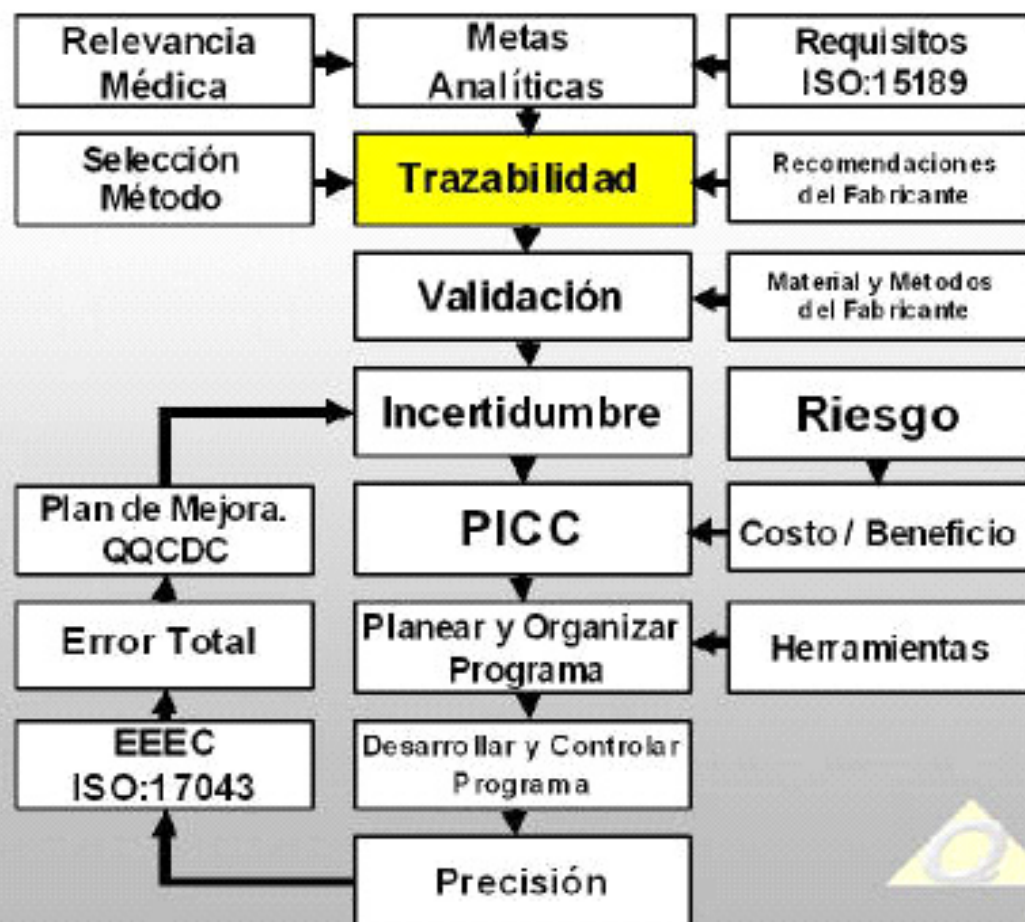 Relevancia
Médica
Metas
Analíticas
Requisitos
ISO:15189
Selección
Método
Trazabilidad
Recomendaciones
del Fabricante
Validación
Material y Métodos
del Fabricante
Incertidumbre
Riesgo
Plan de Mejora.
QQCDC
PICC
Costo / Beneficio
Error Total
Planear y Organizar
Programa
Herramientas
EEEC
ISO:17043
Desarrollar y Controlar
Programa
Precisión
Q